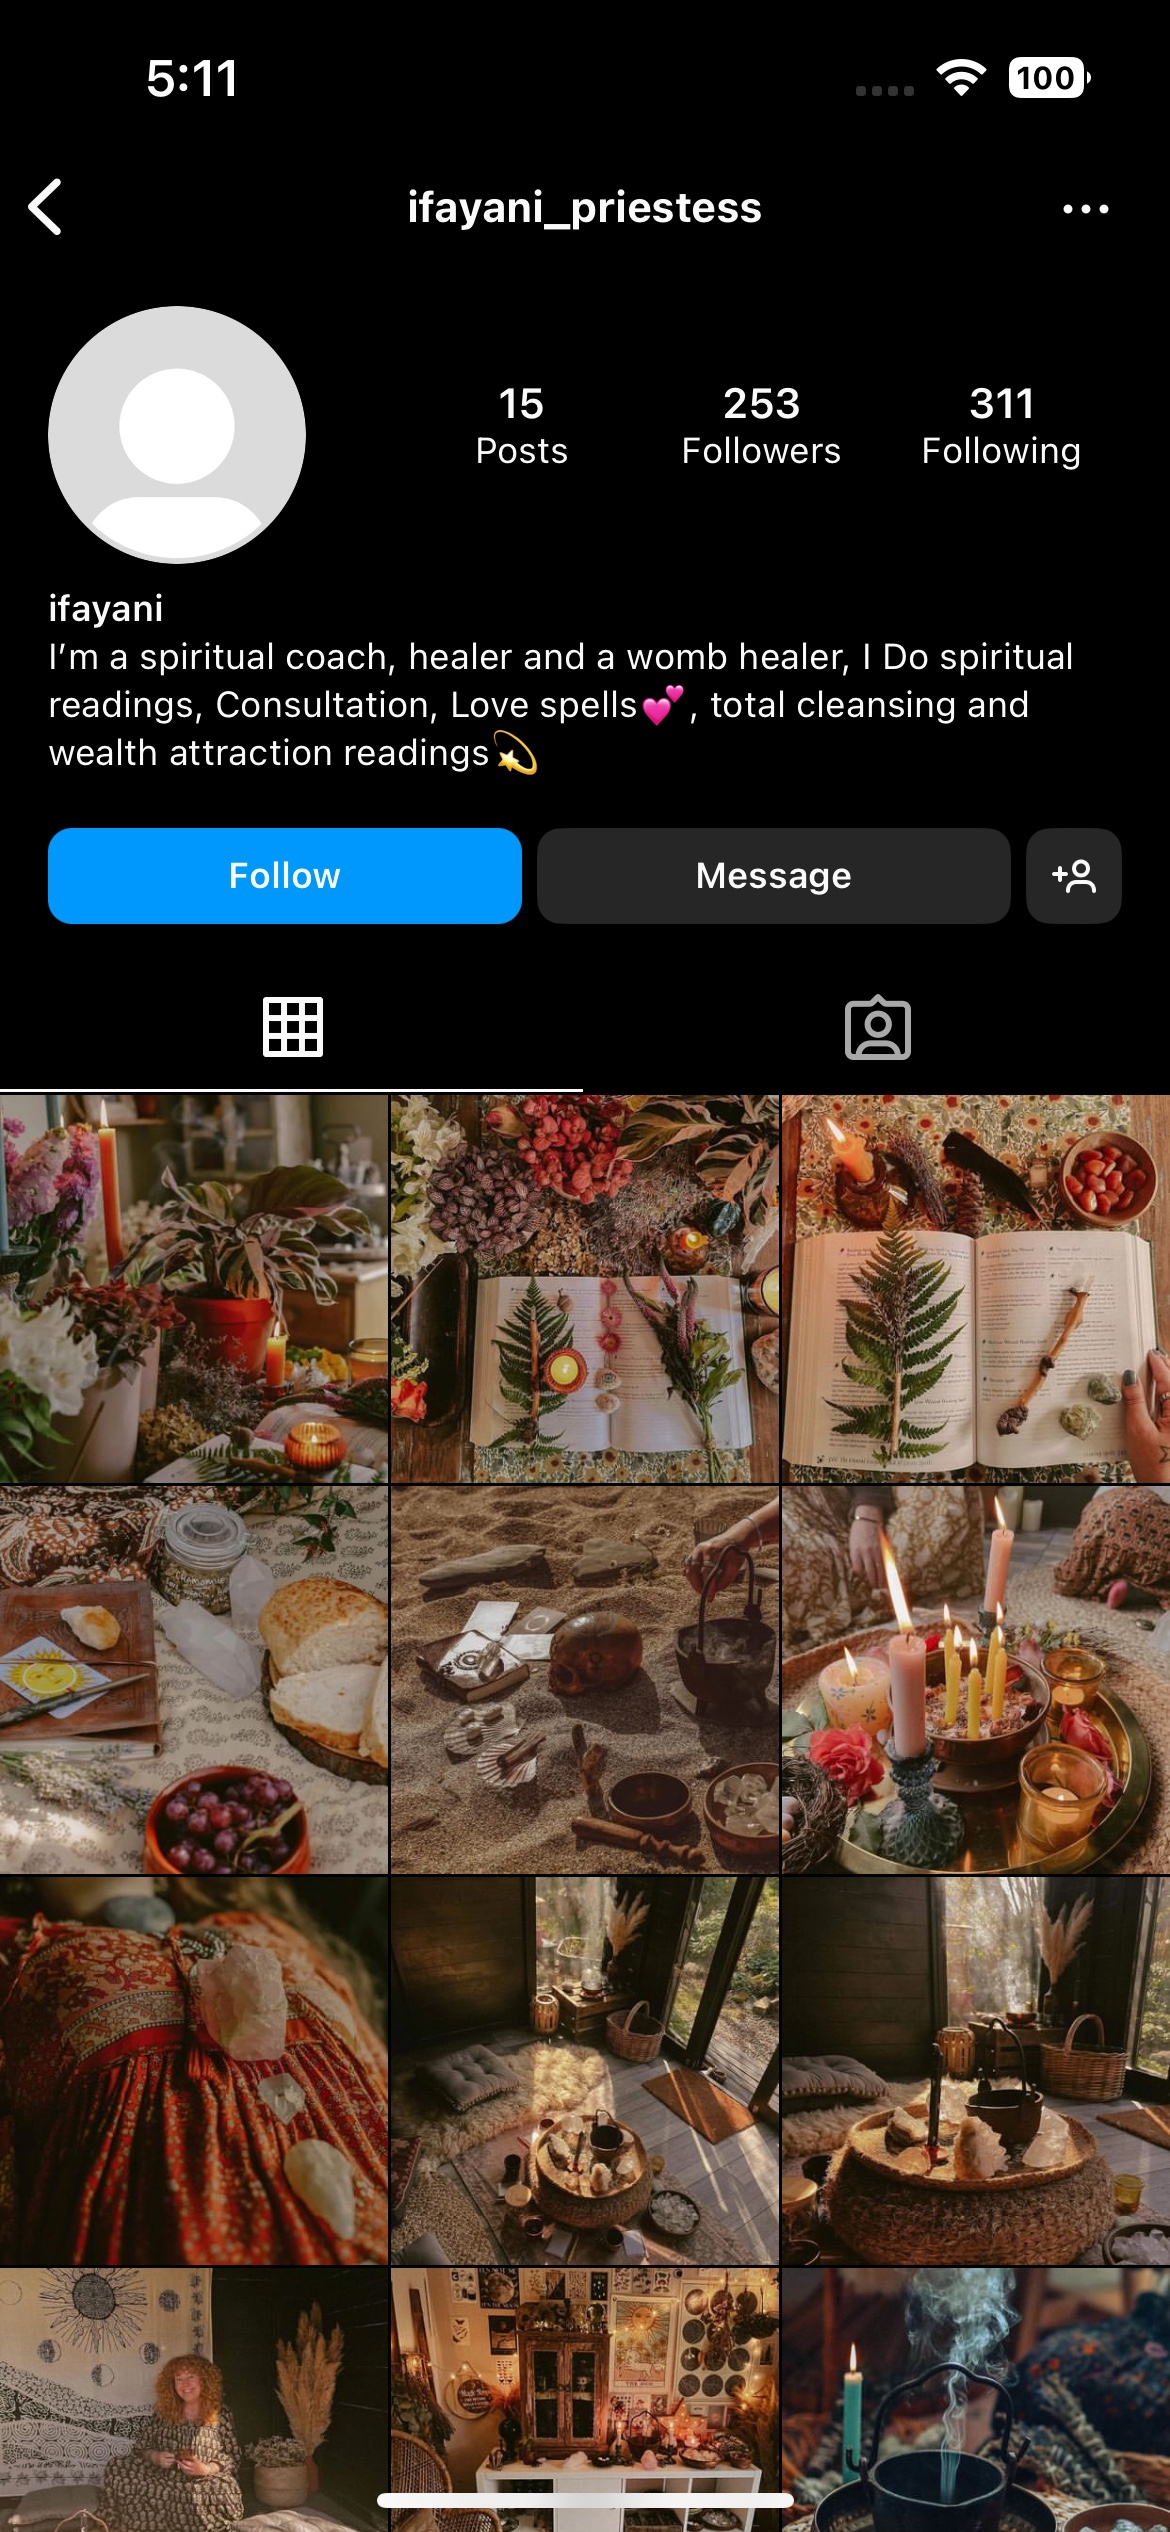 5:11
100
ifayani_priestess
15
Posts
253
Followers
311
Following
ifayani
I’m a spiritual coach, healer and a womb healer, I Do spiritual
readings, Consultation, Love spells💕, total cleansing and
wealth attraction readings💫
Follow
Message
CHAMOMILE